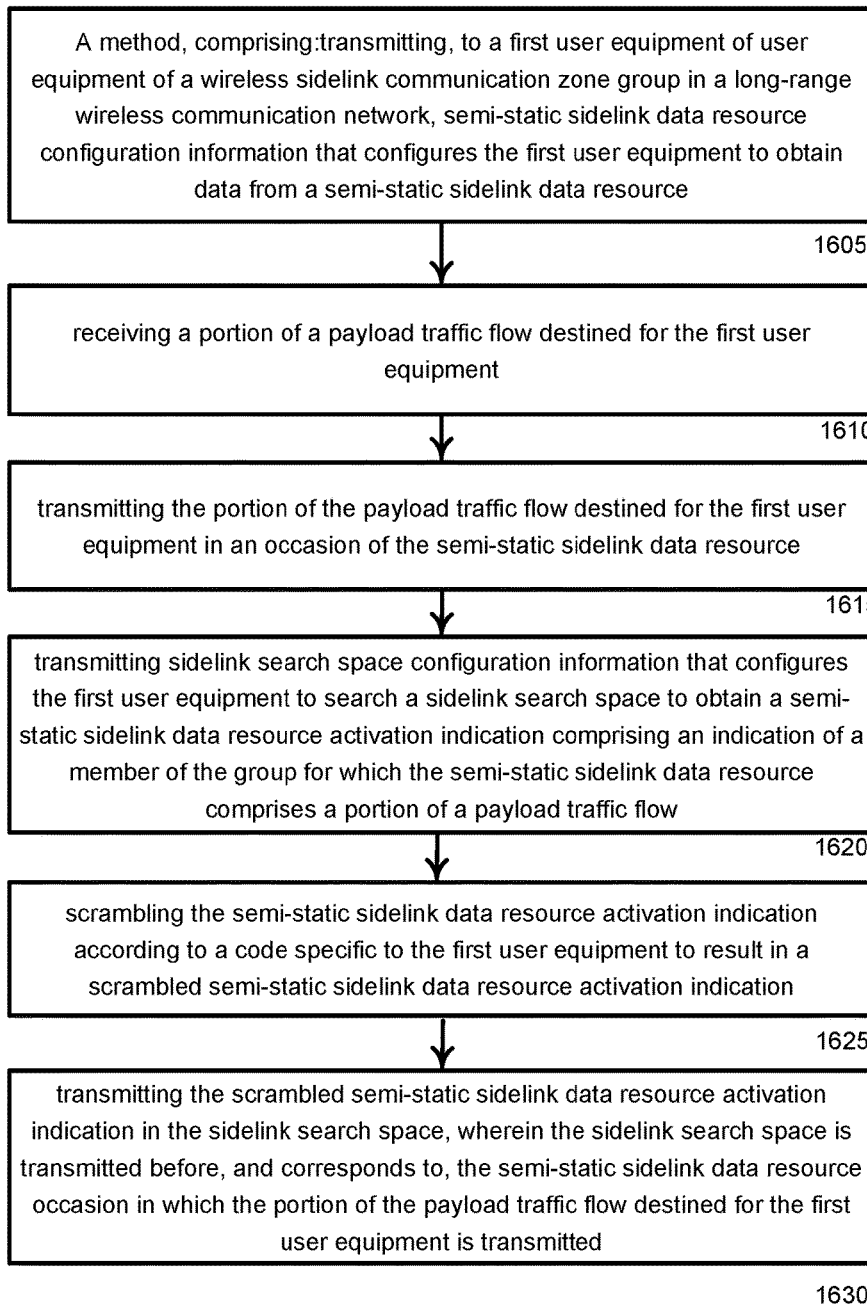 A method, comprising:transmitting, to a first user equipment of user
equipment of a wireless sidelink communication zone group in a long-range
wireless communication network, semi-static sidelink data resource
configuration information that configures the first user equipment to obtain
data from a semi-static sidelink data resource
1605
receiving a portion of a payload traffic flow destined for the first user
equipment
1610
transmitting the portion of the payload traffic flow destined for the first user
equipment in an occasion of the semi-static sidelink data resource
161
transmitting sidelink search space configuration information that configures
the first user equipment to search a sidelink search space to obtain a semi-
static sidelink data resource activation indication comprising an indication of a
member of the group for which the semi-static sidelink data resource
comprises a portion of a payload traffic flow
1620
scrambling the semi-static sidelink data resource activation indication
according to a code specific to the first user equipment to result in a
scrambled semi-static sidelink data resource activation indication
1625
transmitting the scrambled semi-static sidelink data resource activation
indication in the sidelink search space, wherein the sidelink search space is
transmitted before, and corresponds to, the semi-static sidelink data resource
occasion in which the portion of the payload traffic flow destined for the first
user equipment is transmitted
1630